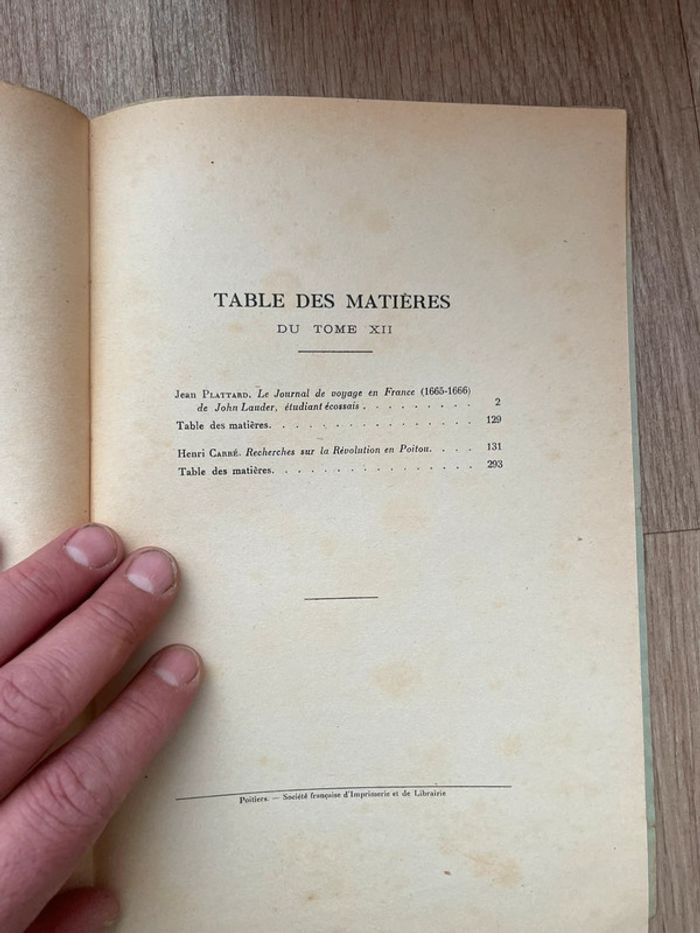 TABLE DES MATIÈRES
DU TOME XII
Jean PLATTARD. Le Journal de voyage en France (1665-1666)
de John Lauder, étudiant écossais . . . . . . . . . 2
Table des matières. . . . . . . . . . . . . . . . 129
Henri CARRÉ. Recherches sur la Révolution en Poitou. . . . 131
Table des matières. . . . . . . . . . . . . . . . 293
Poitiers. — Société française d'Imprimerie et de Librairie